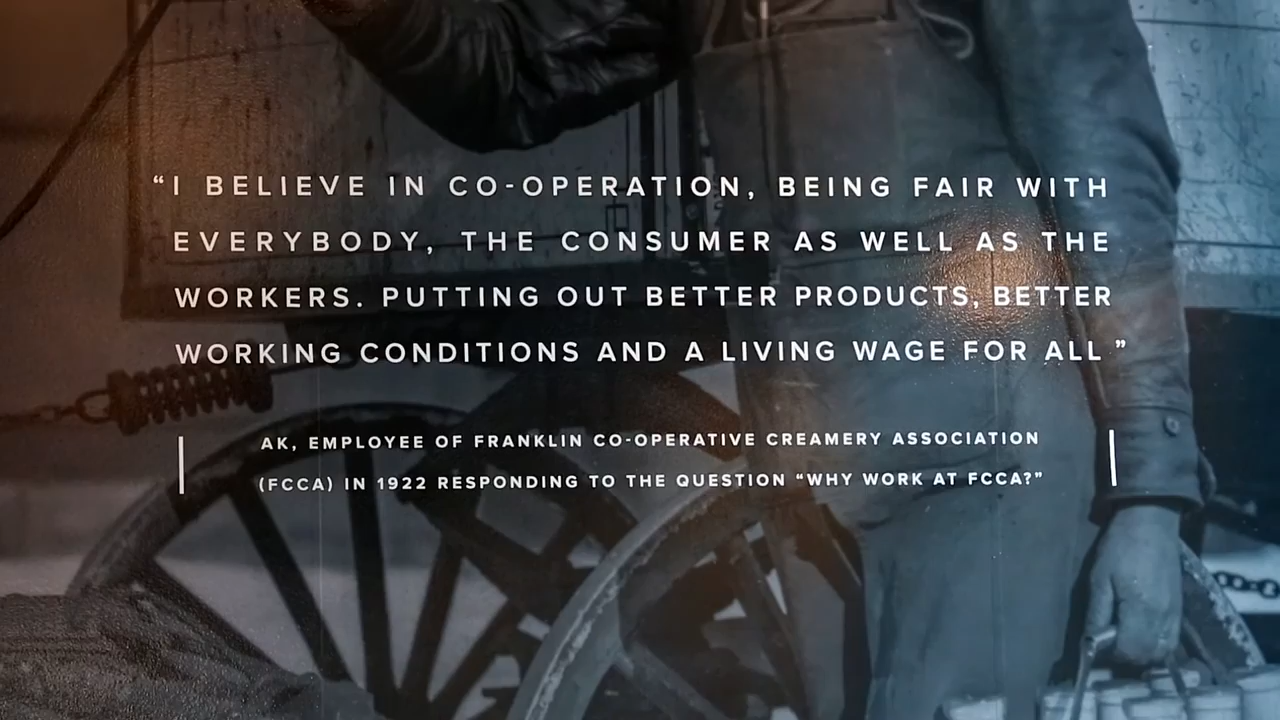 “I BELIEVE IN CO-OPERATION, BEING FAIR WITH
EVERYBODY, THE CONSUMER AS WELL AS THE
WORKERS. PUTTING OUT BETTER PRODUCTS, BETTER
WORKING CONDITIONS AND A LIVING WAGE FOR ALL ”
AK, EMPLOYEE OF FRANKLIN CO-OPERATIVE CREAMERY ASSOCIATION
(FCCA) IN 1922 RESPONDING TO THE QUESTION “WHY WORK AT FCCA?”